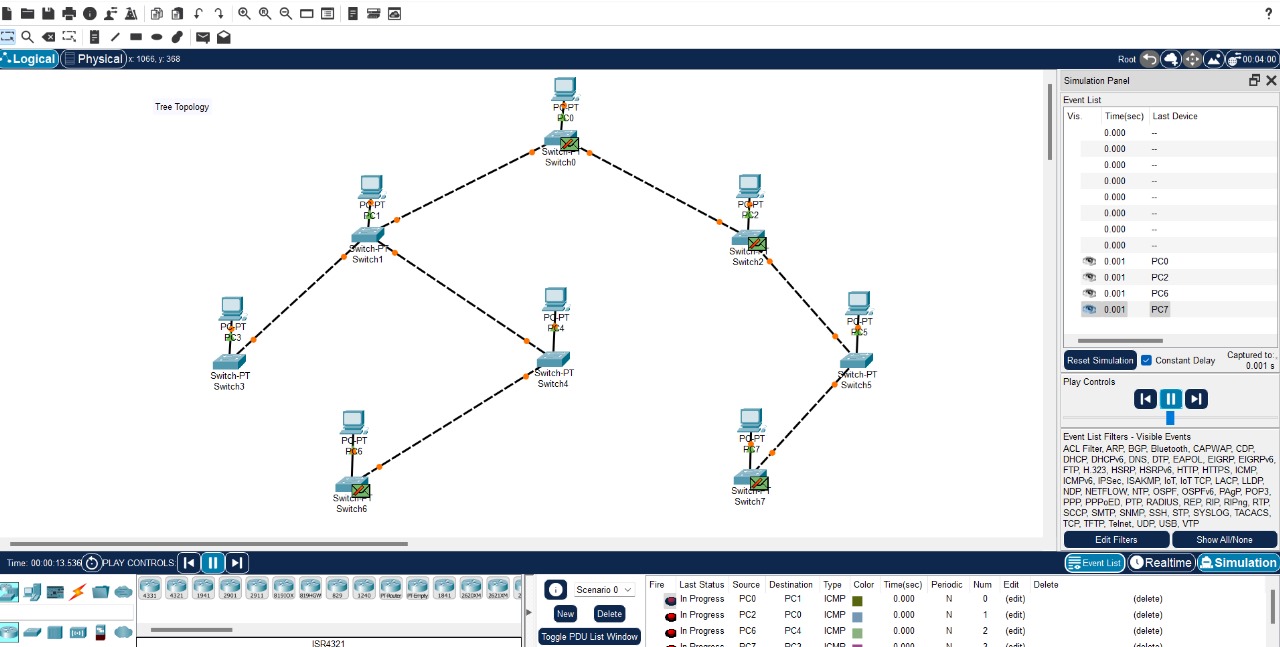 ?
Logical
Physical
x: 1066, y: 368
Root
00:04:00
Tree Topology
PC-PT
PC0
Switch-PT
Switch0
PC-PT
PC1
Switch-PT
Switch1
PC-PT
PC2
Switch-PT
Switch2
PC-PT
PC3
Switch-PT
Switch3
PC-PT
PC4
Switch-PT
Switch4
PC-PT
PC5
Switch-PT
Switch5
PC-PT
PC6
Switch-PT
Switch6
PC-PT
PC7
Switch-PT
Switch7
Simulation Panel
Event List
Vis. Time(sec) Last Device
0.000 --
0.000 --
0.000 --
0.000 --
0.000 --
0.000 --
0.000 --
0.000 --
0.001 PC0
0.001 PC2
0.001 PC6
0.001 PC7
Reset Simulation Constant Delay Captured to:
0.001 s
Play Controls
Event List Filters - Visible Events
ACL Filter, ARP, BGP, Bluetooth, CAPWAP, CDP,
DHCP, DHCPv6, DNS, DTP, EAPOL, EIGRP, EIGRPv6,
FTP, H.323, HSRP, HSRPv6, HTTP, HTTPS, ICMP,
ICMPv6, IPSec, ISAKMP, IoT, IoT TCP, LACP, LLDP,
NDP, NETFLOW, NTP, OSPF, OSPFv6, PAgP, POP3,
PPP, PPPoED, PTP, RADIUS, REP, RIP, RIPng, RTP,
SCCP, SMTP, SNMP, SSH, STP, SYSLOG, TACACS,
TCP, TFTP, Telnet, UDP, USB, VTP
Edit Filters Show All/None
Time: 00:00:13.536 PLAY CONTROLS:
Event List Realtime Simulation
4331 4321 1941 2901 2911 819IOX 819HGW 829 1240 PT Router PT Empty 1841 2620XM 2621XM
ISR4321
Scenario 0
New Delete
Toggle PDU List Window
Fire Last Status Source Destination Type Color Time(sec) Periodic Num Edit Delete
In Progress PC0 PC1 ICMP 0.000 N 0 (edit) (delete)
In Progress PC2 PC0 ICMP 0.000 N 1 (edit) (delete)
In Progress PC6 PC4 ICMP 0.000 N 2 (edit) (delete)
In Progress PC7 PC3 ICMP 0.000 N 3 (edit) (delete)